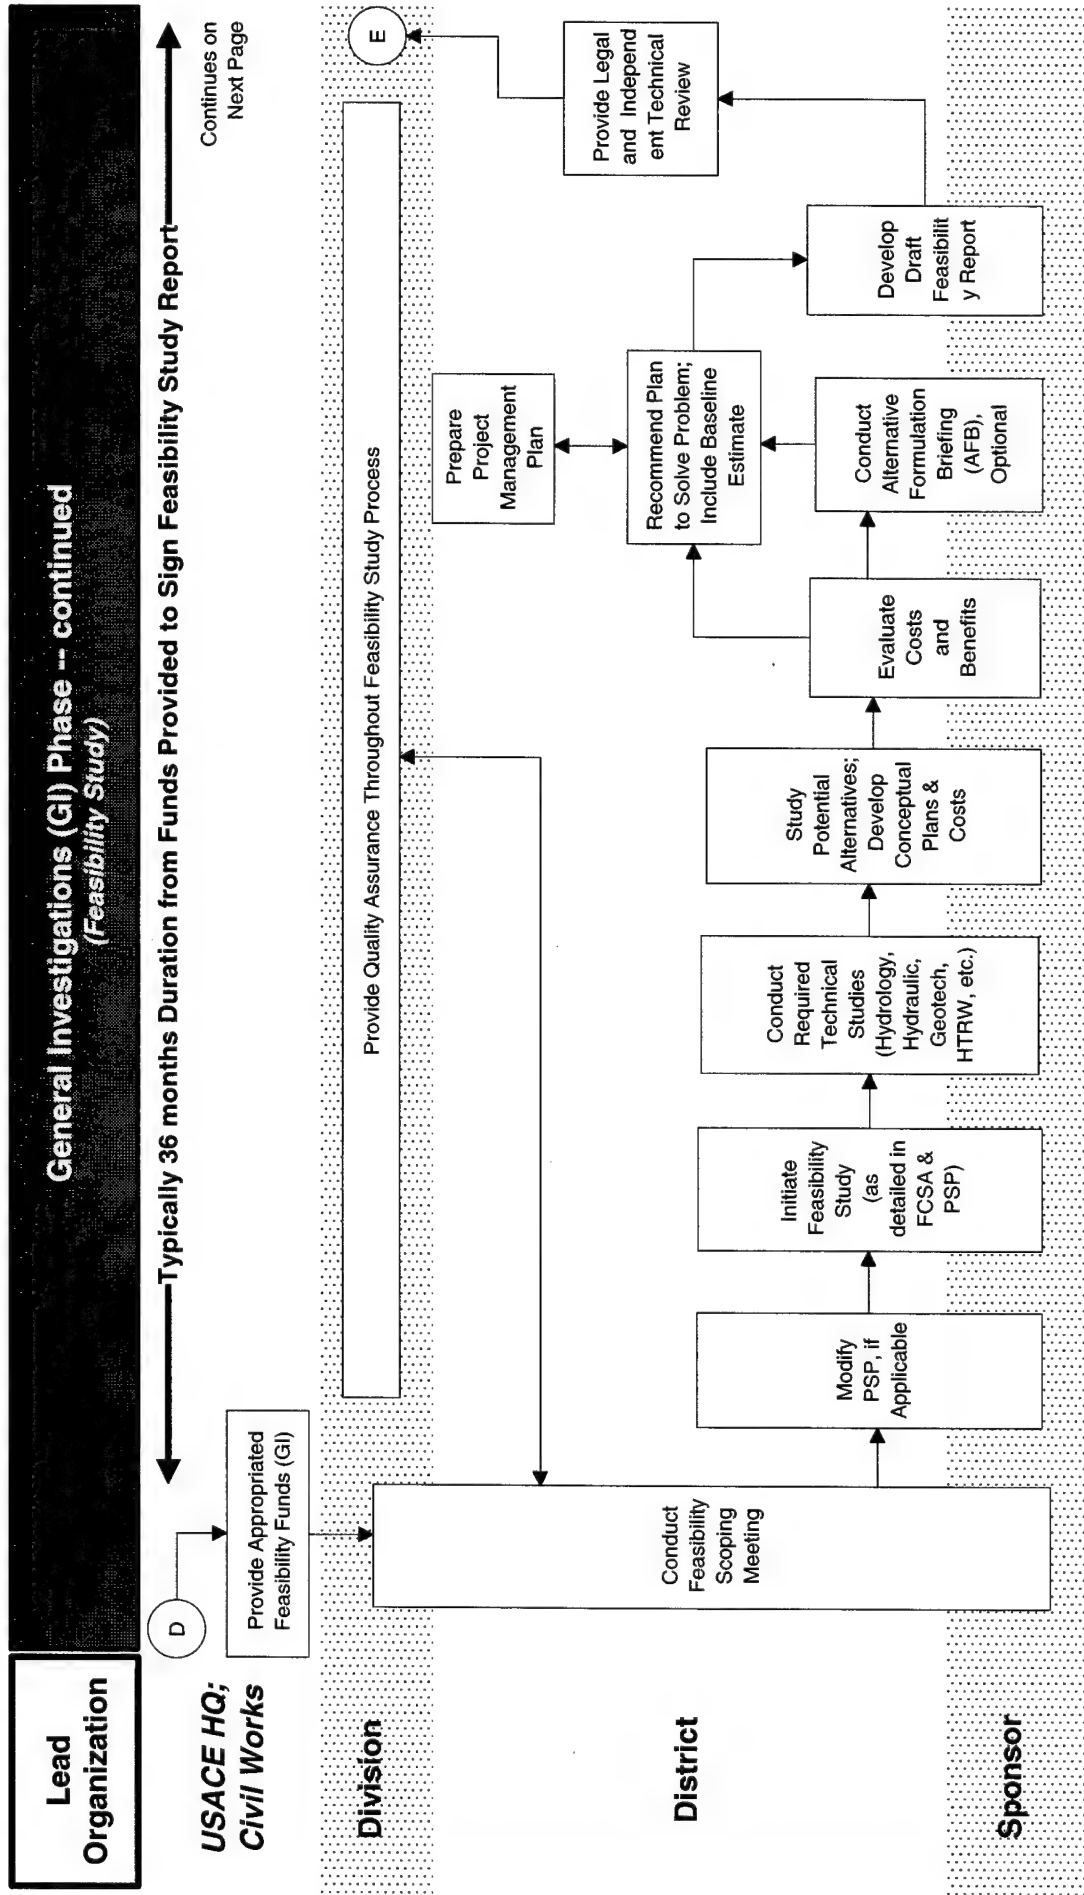 Lead
Organization
General Investigations (GI) Phase -- continued
(Feasibility Study)
Typically 36 months Duration from Funds Provided to Sign Feasibility Study Report
Continues on
Next Page
USACE HQ;
Civil Works
D
Provide Appropriated
Feasibility Funds (GI)
Division
Provide Quality Assurance Throughout Feasibility Study Process
E
District
Conduct
Feasibility
Scoping
Meeting
Modify
PSP, if
Applicable
Initiate
Feasibility
Study
(as
detailed in
FCSA &
PSP)
Conduct
Required
Technical
Studies
(Hydrology,
Hydraulic,
Geotech,
HTRW, etc.)
Study
Potential
Alternatives;
Develop
Conceptual
Plans &
Costs
Evaluate
Costs
and
Benefits
Conduct
Alternative
Formulation
Briefing
(AFB),
Optional
Recommend Plan
to Solve Problem;
Include Baseline
Estimate
Prepare
Project
Management
Plan
Develop
Draft
Feasibilit
y Report
Provide Legal
and Independ
ent Technical
Review
Sponsor